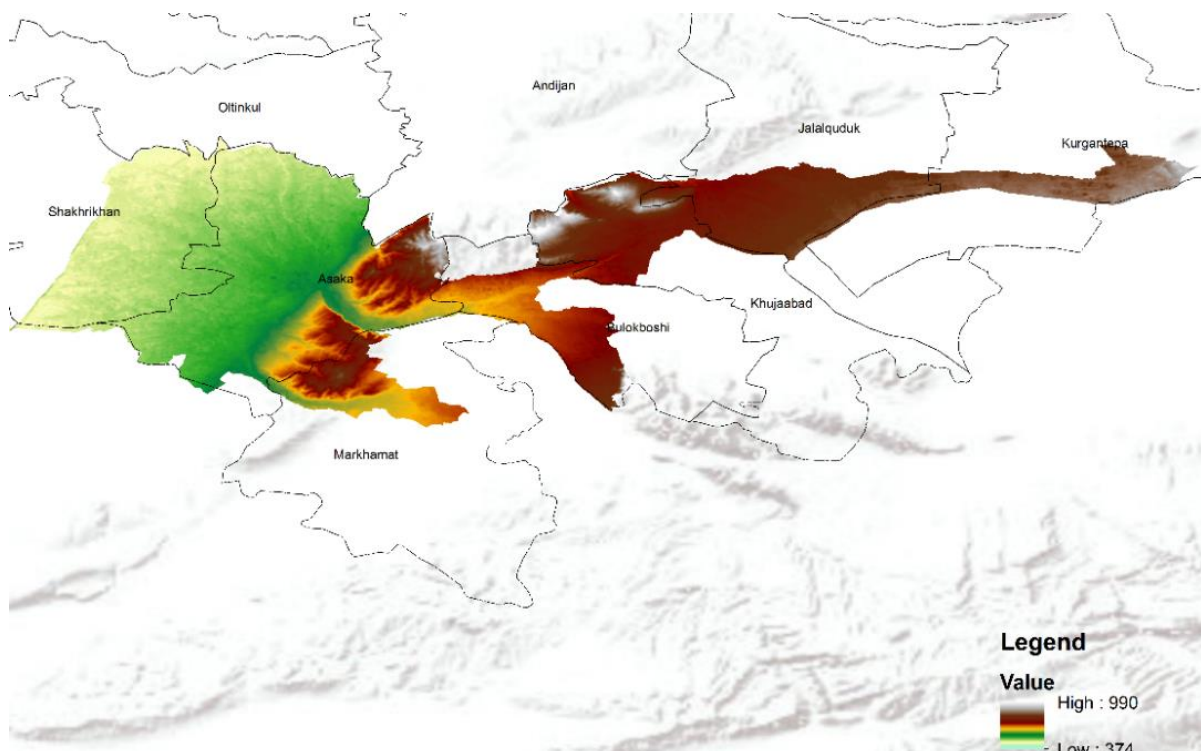 Andijan
Oltinkul
Jalalquduk
Kurgantepa
Shakhrikhan
Asaka
Khujaabad
Bulokboshi
Markhamat
Legend
Value
High : 990
Low : 374